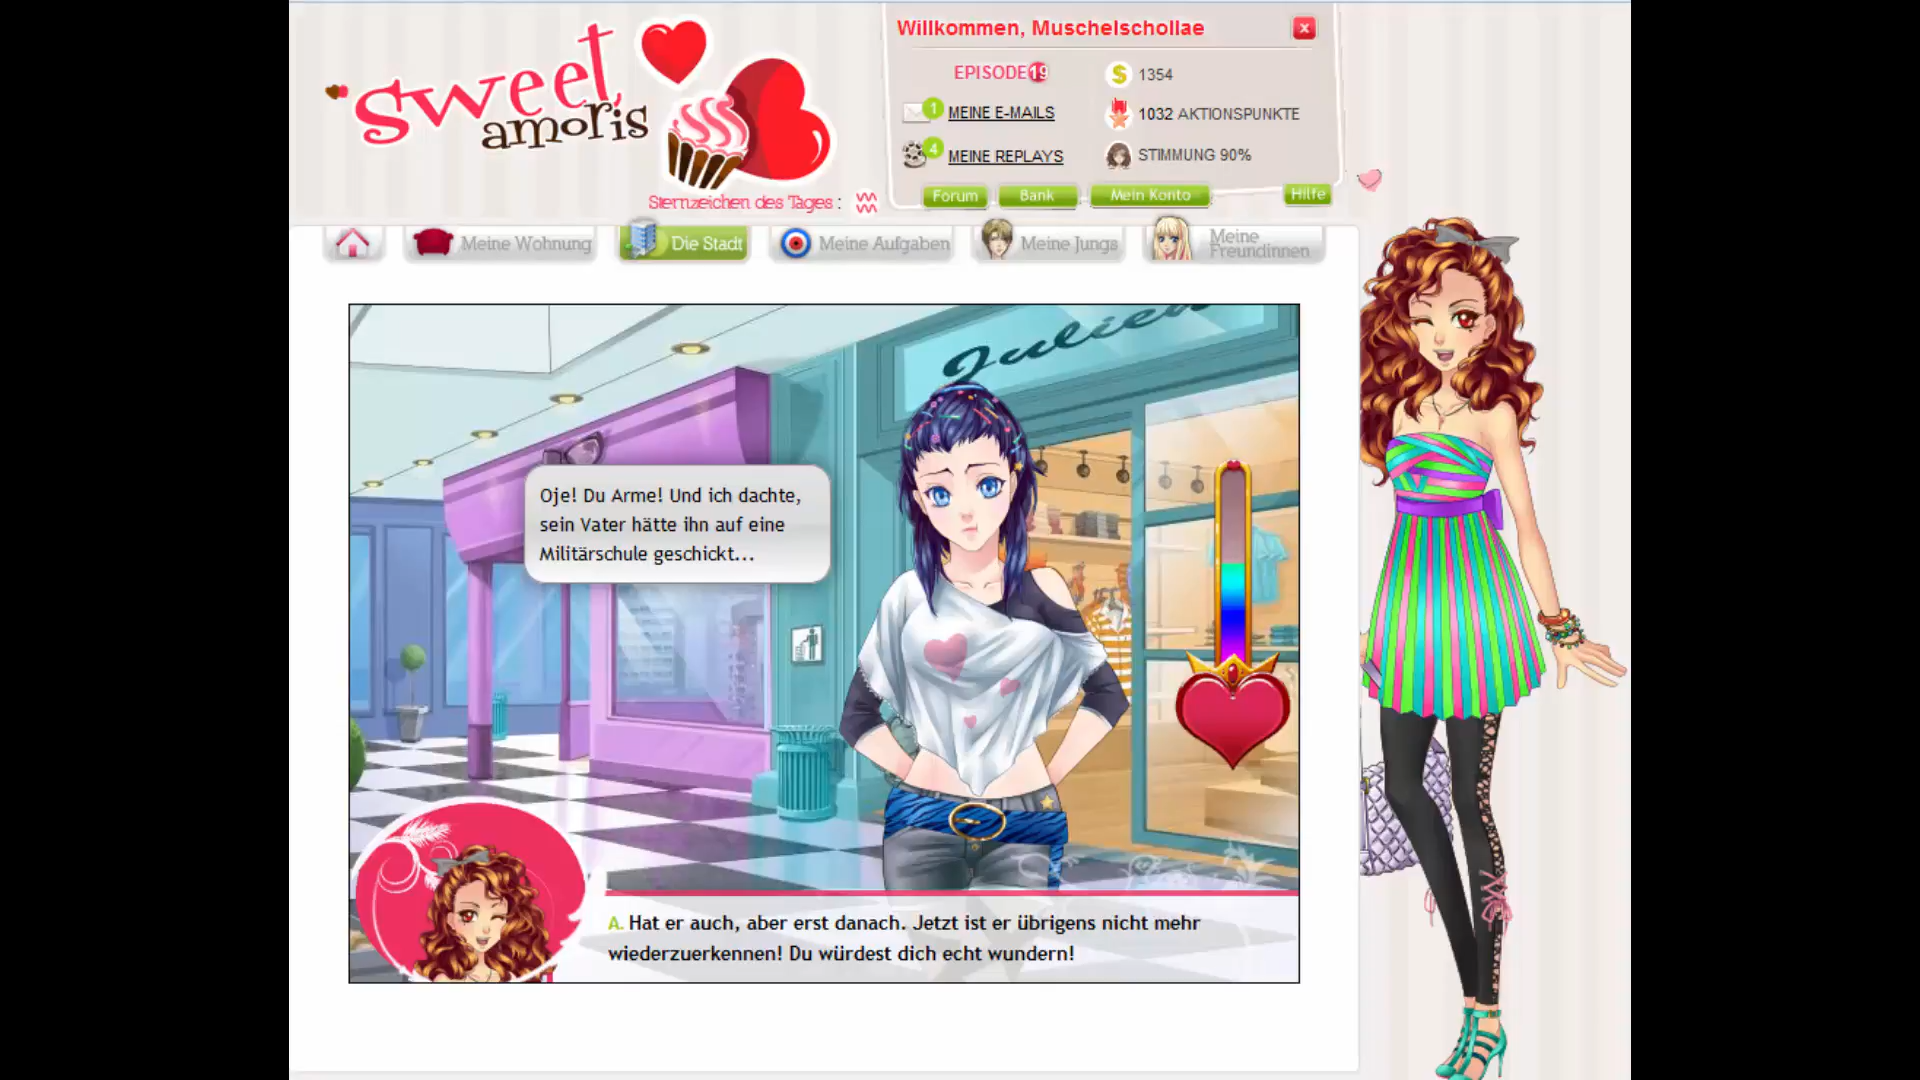 sweet amoris
Willkommen, Muschelschollae
EPISODE 19
1354
1 MEINE E-MAILS
1032 AKTIONSPUNKTE
4 MEINE REPLAYS
STIMMUNG 90%
Sternzeichen des Tages :
Forum
Bank
Mein Konto
Hilfe
Meine Wohnung
Die Stadt
Meine Aufgaben
Meine Jungs
Meine
Freundinnen
Julien
Oje! Du Arme! Und ich dachte,
sein Vater hätte ihn auf eine
Militärschule geschickt...
A. Hat er auch, aber erst danach. Jetzt ist er übrigens nicht mehr
wiederzuerkennen! Du würdest dich echt wundern!